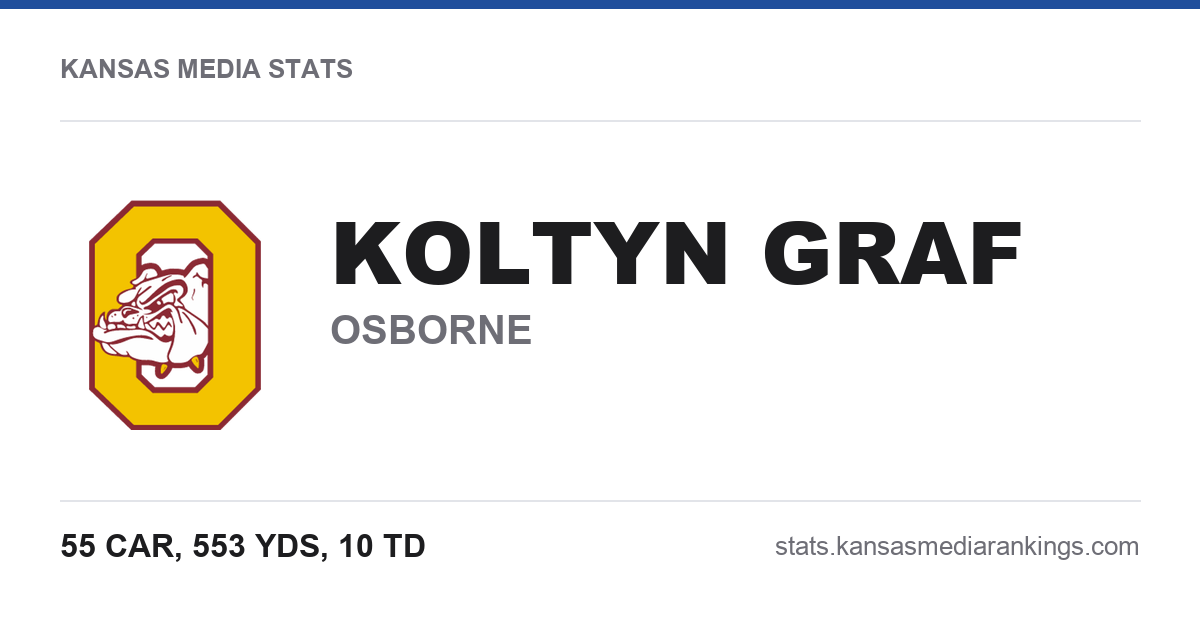 KANSAS MEDIA STATS
KOLTYN GRAF
OSBORNE
55 CAR, 553 YDS, 10 TD
stats.kansasmediarankings.com